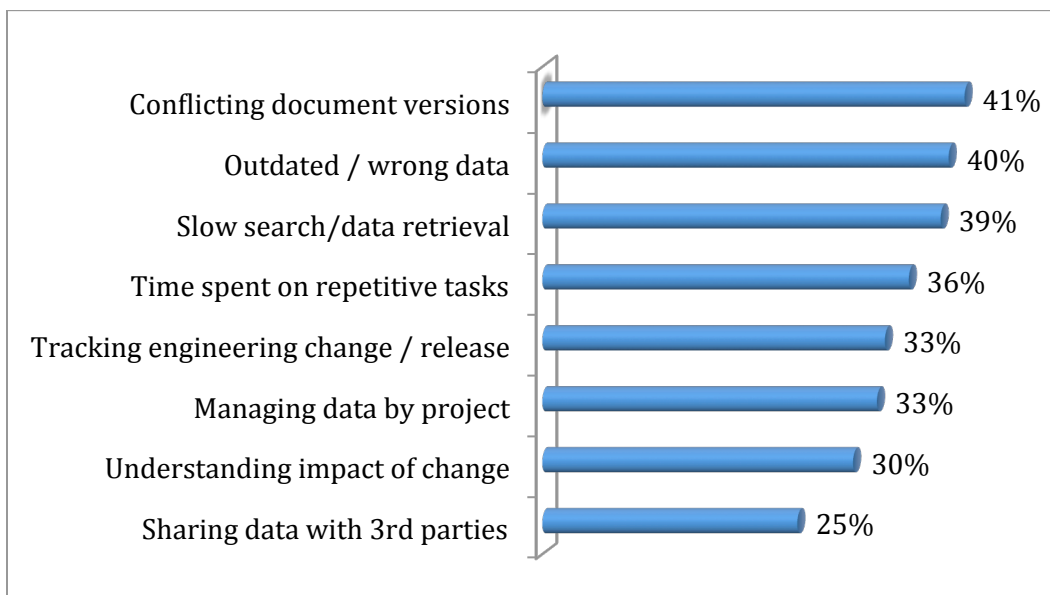 Conflicting document versions 41%
Outdated / wrong data 40%
Slow search/data retrieval 39%
Time spent on repetitive tasks 36%
Tracking engineering change / release 33%
Managing data by project 33%
Understanding impact of change 30%
Sharing data with 3rd parties 25%